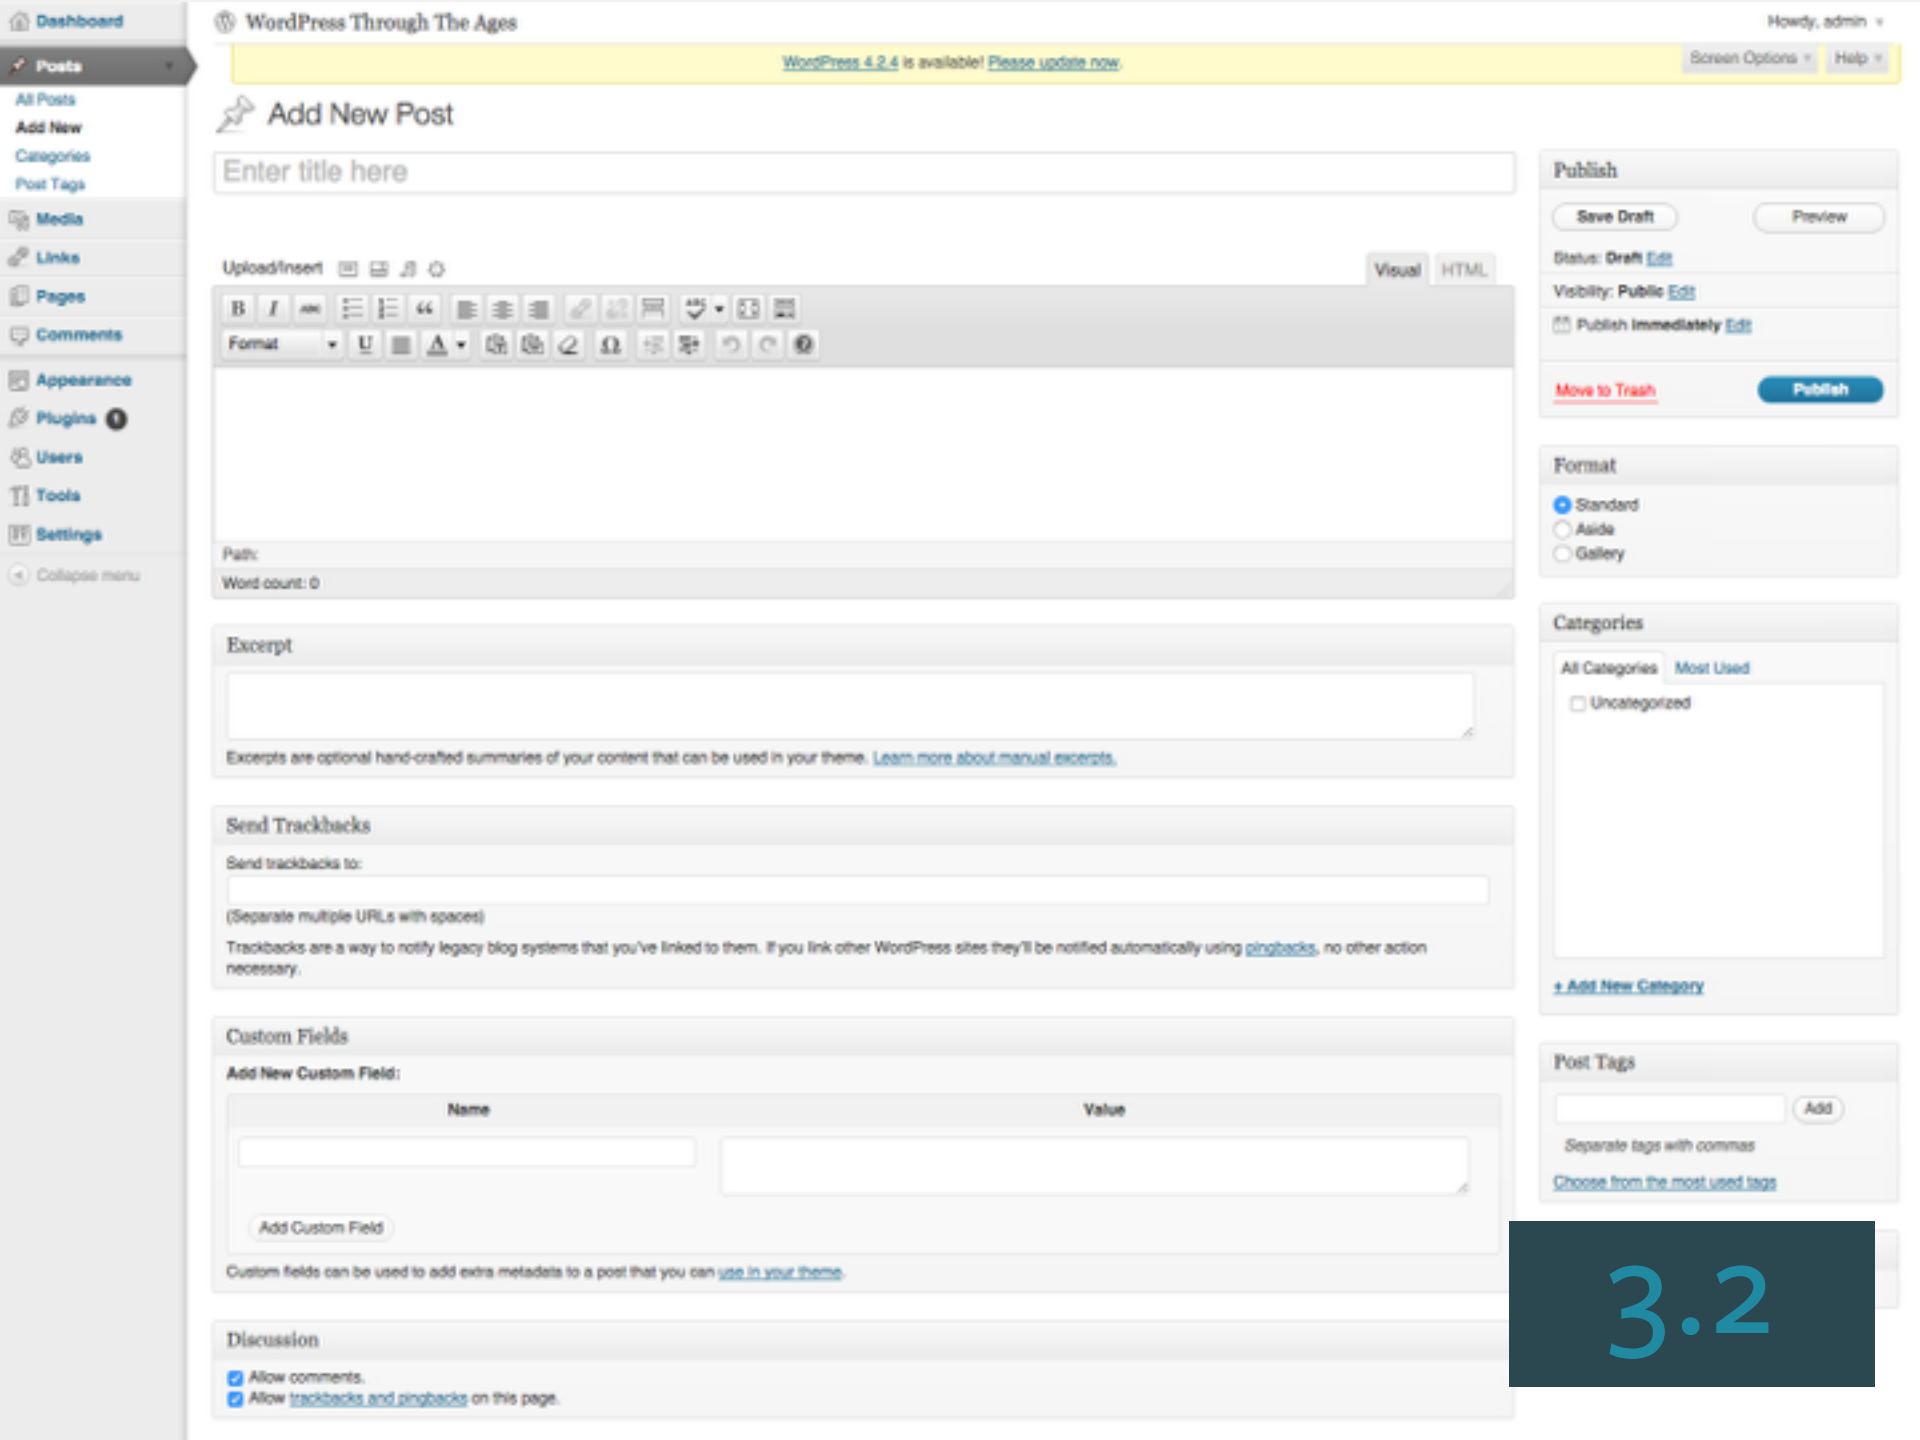 Dashboard
Posts
All Posts
Add New
Categories
Post Tags
Media
Links
Pages
Comments
Appearance
Plugins 1
Users
Tools
Settings
Collapse menu
WordPress Through The Ages
Howdy, admin
WordPress 4.2.4 is available! Please update now.
Screen Options
Help
Add New Post
Enter title here
Upload/Insert
Visual
HTML
B I ABC
Format U A Ω
Path:
Word count: 0
Excerpt
Excerpts are optional hand-crafted summaries of your content that can be used in your theme. Learn more about manual excerpts.
Send Trackbacks
Send trackbacks to:
(Separate multiple URLs with spaces)
Trackbacks are a way to notify legacy blog systems that you've linked to them. If you link other WordPress sites they'll be notified automatically using pingbacks, no other action
necessary.
Custom Fields
Add New Custom Field:
Name Value
Add Custom Field
Custom fields can be used to add extra metadata to a post that you can use in your theme.
Discussion
Allow comments.
Allow trackbacks and pingbacks on this page.
Publish
Save Draft Preview
Status: Draft Edit
Visibility: Public Edit
Publish immediately Edit
Move to Trash Publish
Format
Standard
Aside
Gallery
Categories
All Categories Most Used
Uncategorized
+ Add New Category
Post Tags
Add
Separate tags with commas
Choose from the most used tags
3.2